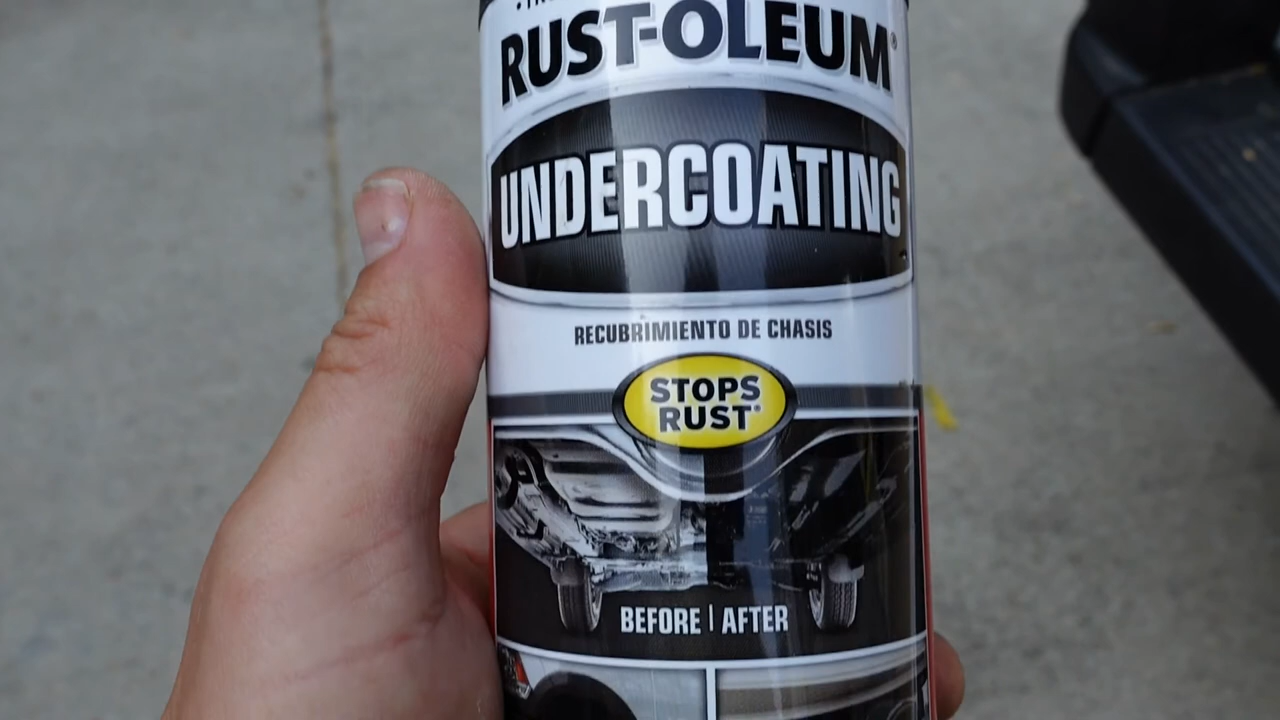 RUST-OLEUM®
UNDERCOATING
RECUBRIMIENTO DE CHASIS
STOPS
RUST®
BEFORE | AFTER